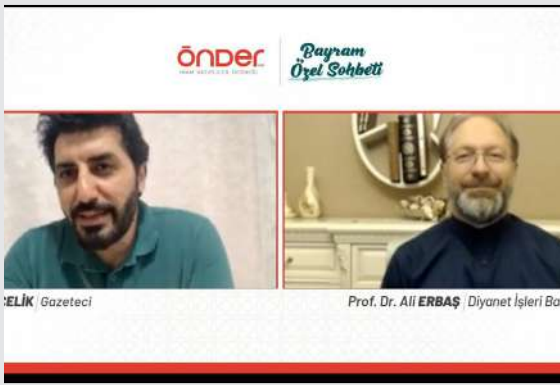 önder
Bayram
Özel Sohbeti
ÇELİK Gazeteci
Prof. Dr. Ali ERBAŞ Diyanet İşleri Ba